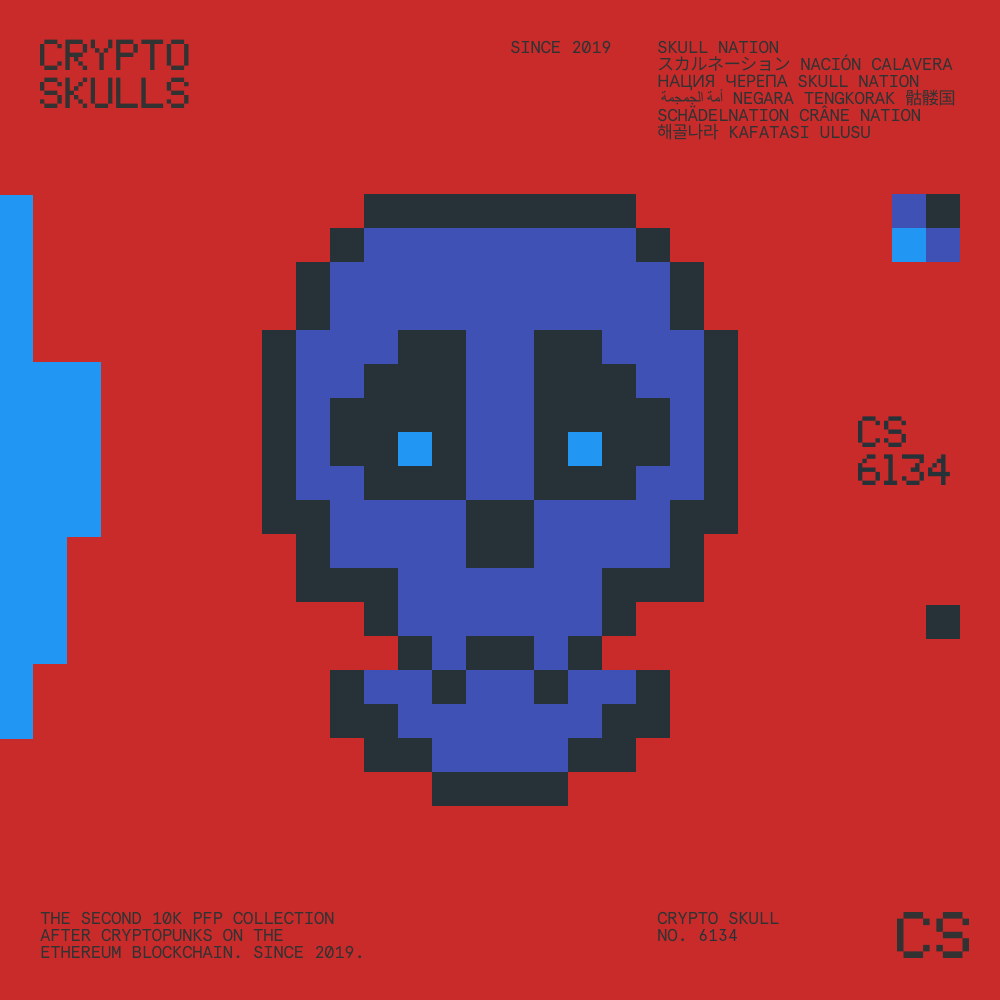 CRYPTO
SKULLS
SINCE 2019
SKULL NATION
スカルネーション NACIÓN CALAVERA
НАЦИЯ ЧЕРЕПА SKULL NATION
أمة الجمجمة NEGARA TENGKORAK 骷髅国
SCHÄDELNATION CRÂNE NATION
해골나라 KAFATASI ULUSU
CS
6134
THE SECOND 10K PFP COLLECTION
AFTER CRYPTOPUNKS ON THE
ETHEREUM BLOCKCHAIN. SINCE 2019.
CRYPTO SKULL
NO. 6134
CS